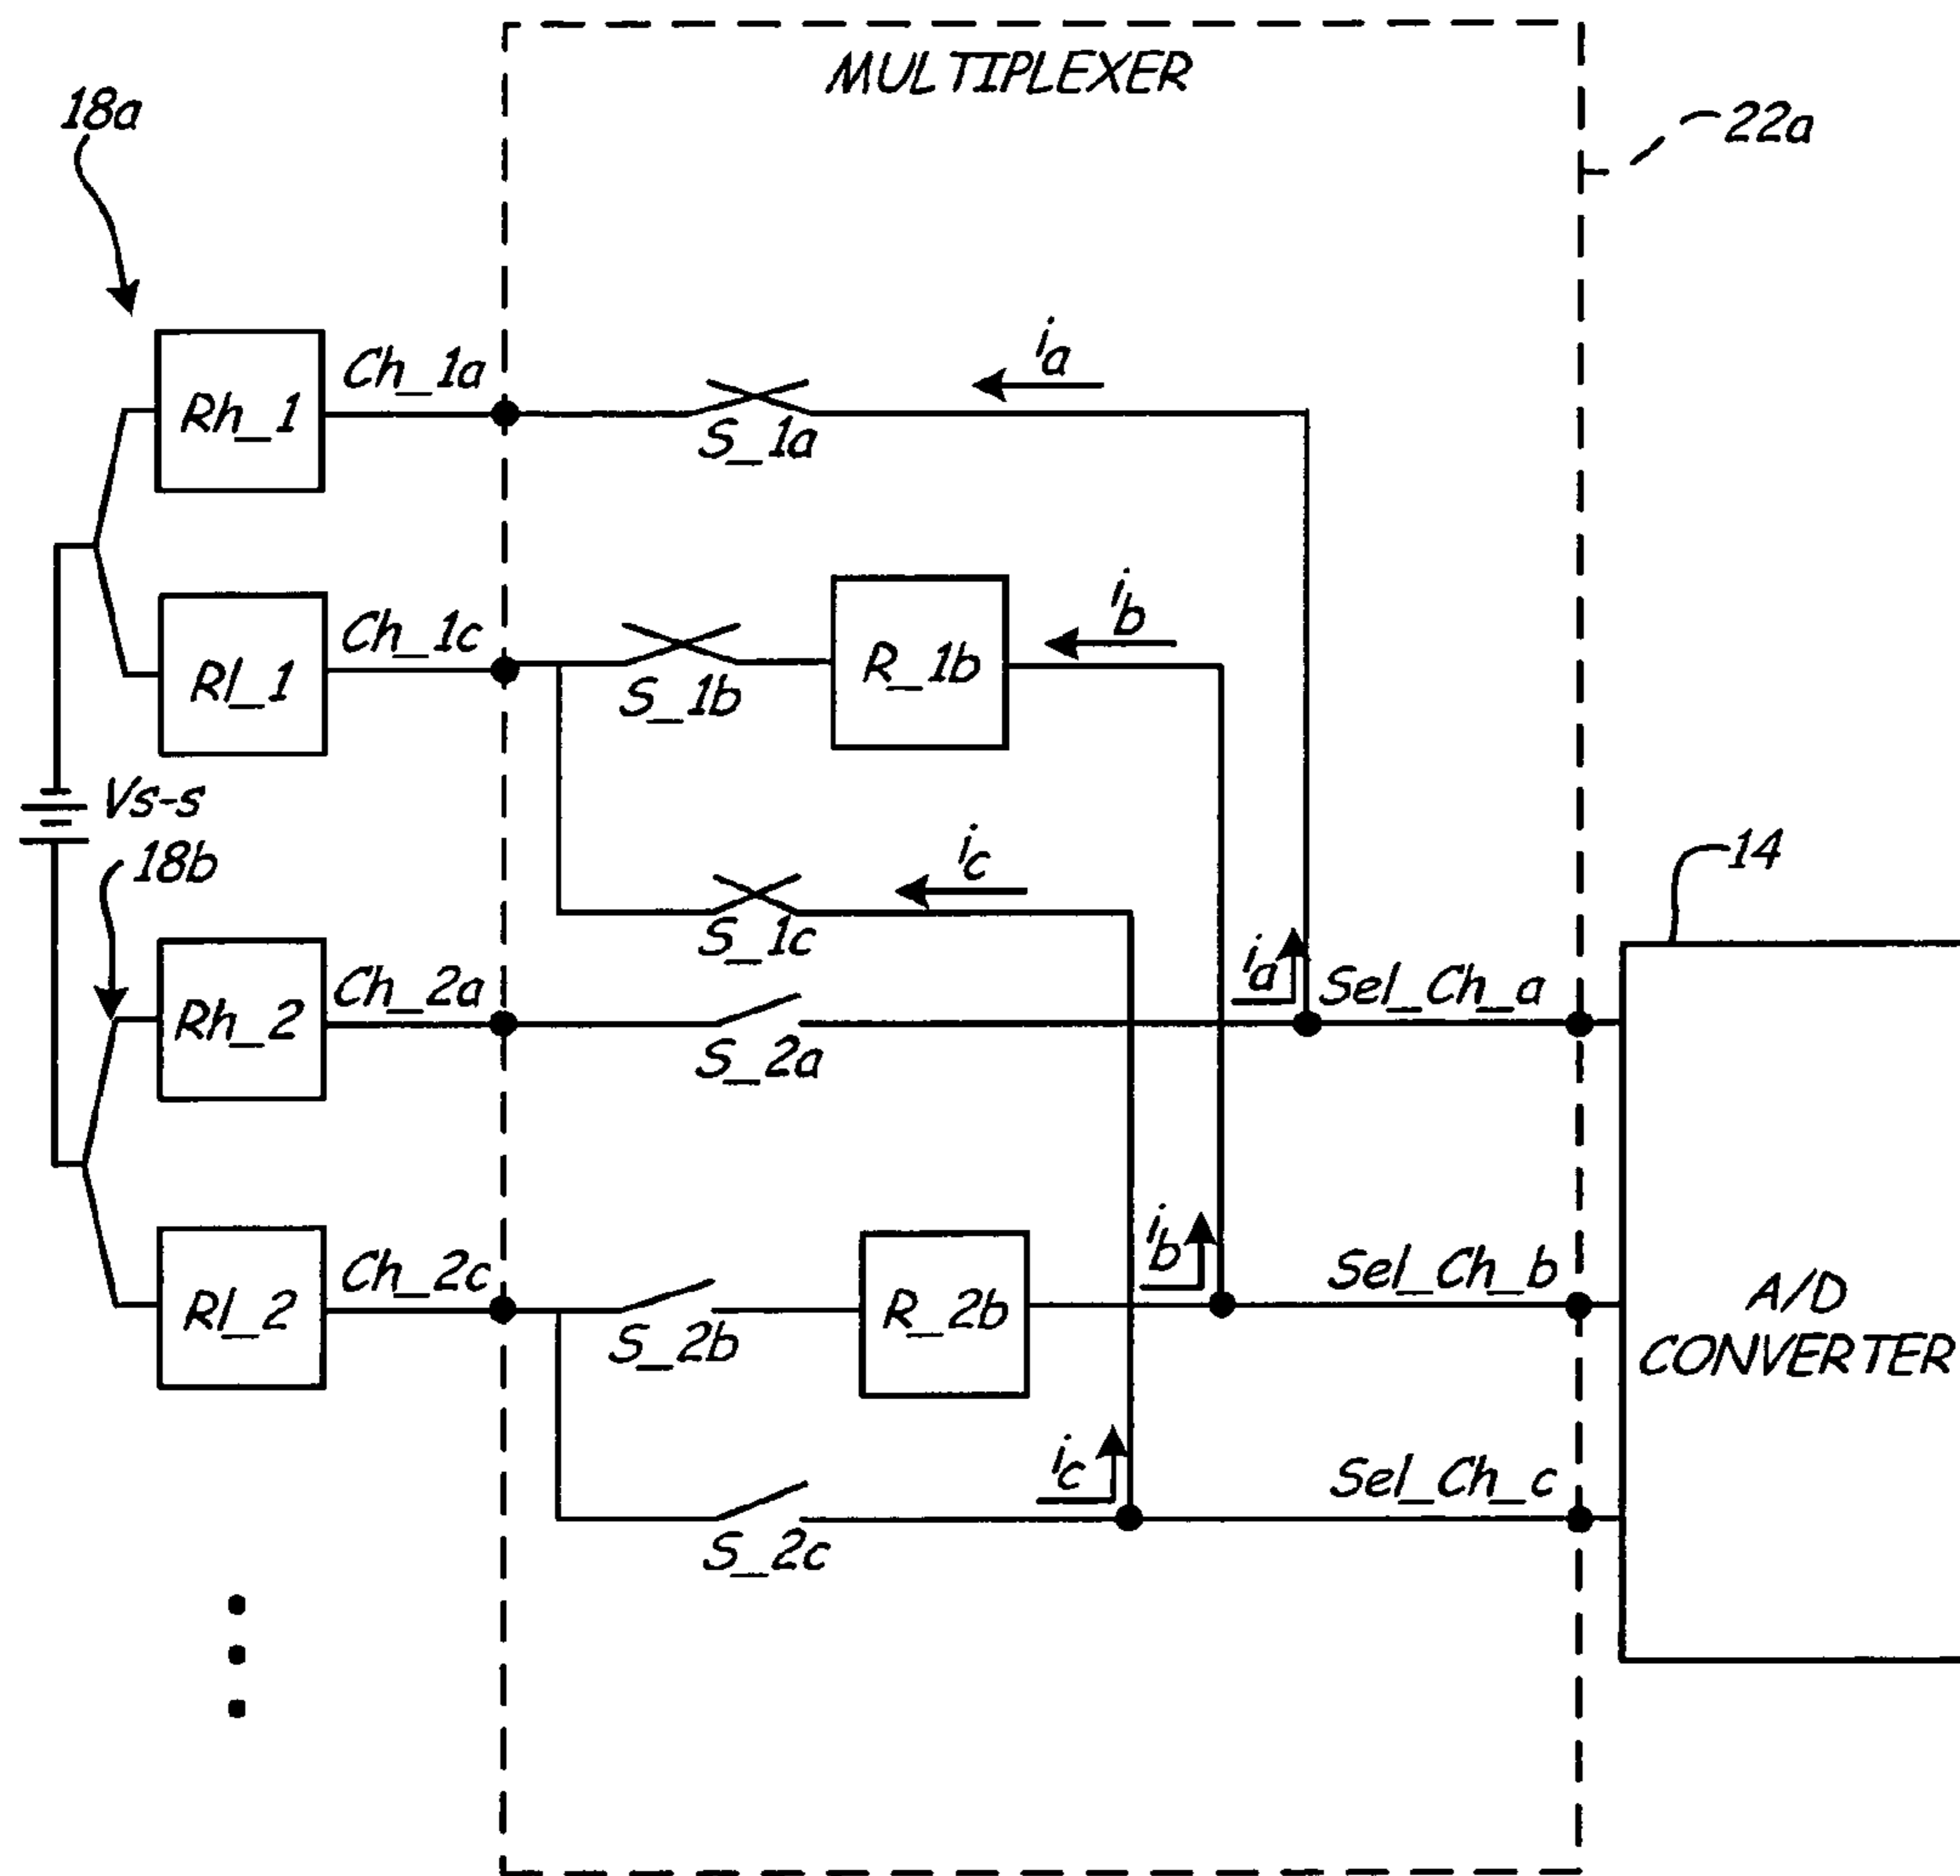 MULTIPLEXER
18a
22a
Ch_1a
i_a
Rh_1
S_1a
Ch_1c
i_b
R_1b
Rl_1
S_1b
Vs-s
18b
i_c
14
S_1c
Ch_2a
i_a
Sel_Ch_a
Rh_2
S_2a
Ch_2c
i_b
Sel_Ch_b
Rl_2
S_2b
R_2b
A/D
CONVERTER
i_c
Sel_Ch_c
S_2c